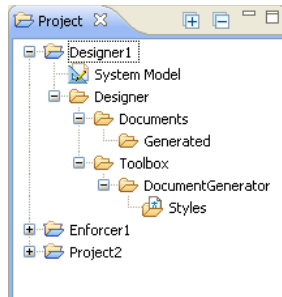 Project
Designer1
System Model
Designer
Documents
Generated
Toolbox
DocumentGenerator
Styles
Enforcer1
Project2